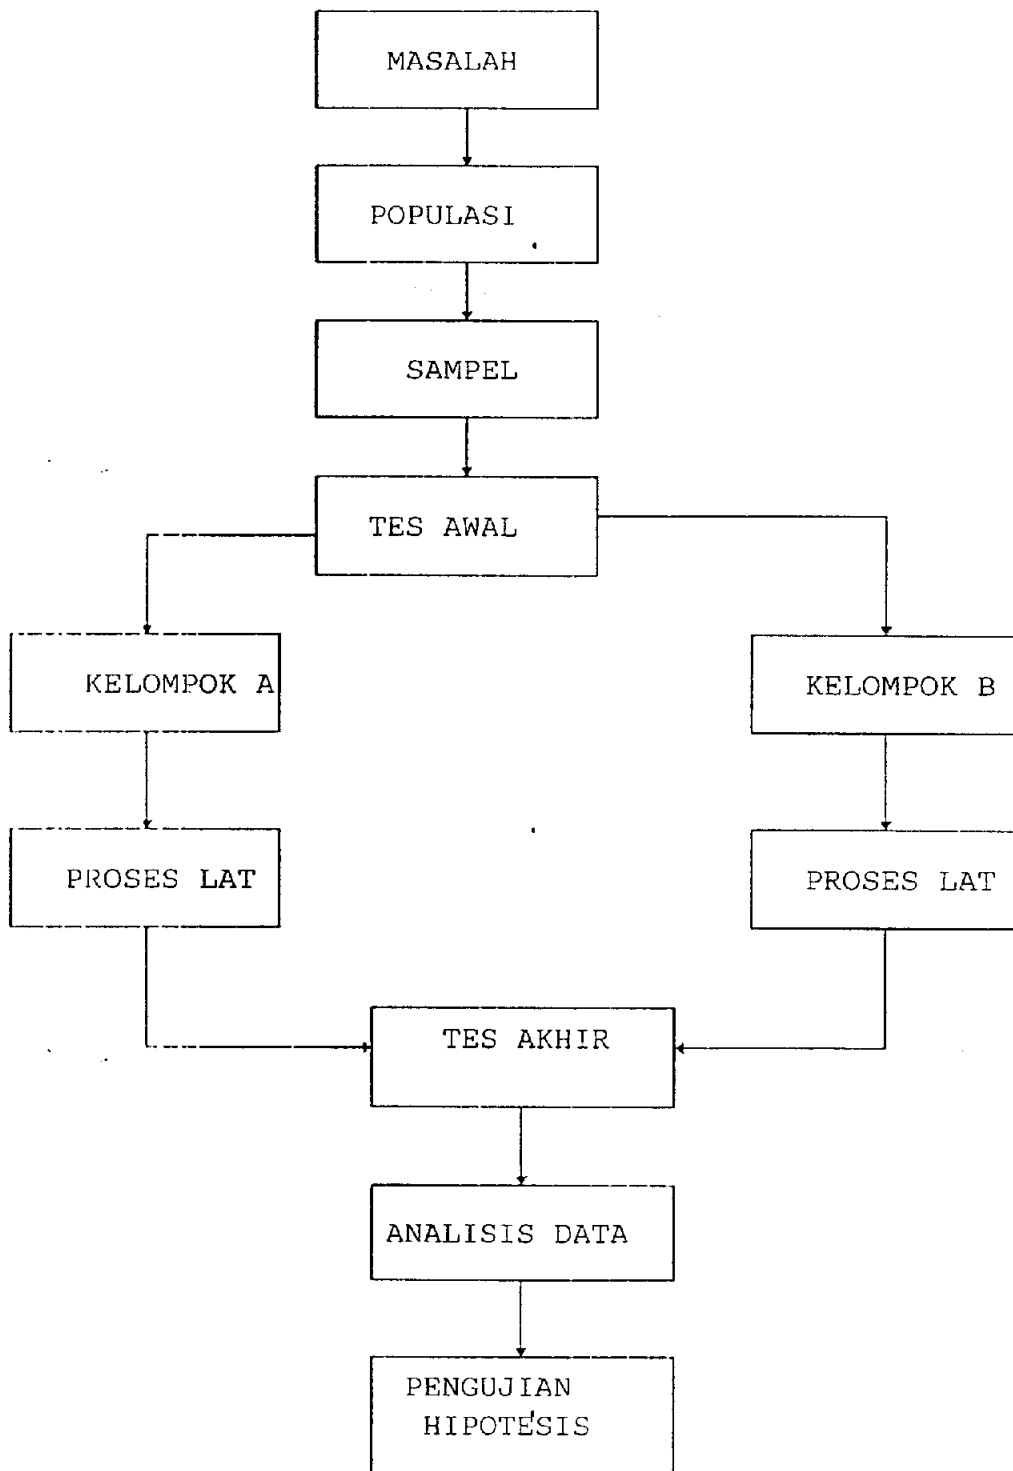 MASALAH
POPULASI
SAMPEL
TES AWAL
KELOMPOK A
KELOMPOK B
PROSES LAT
PROSES LAT
TES AKHIR
ANALISIS DATA
PENGUJIAN
HIPOTESIS